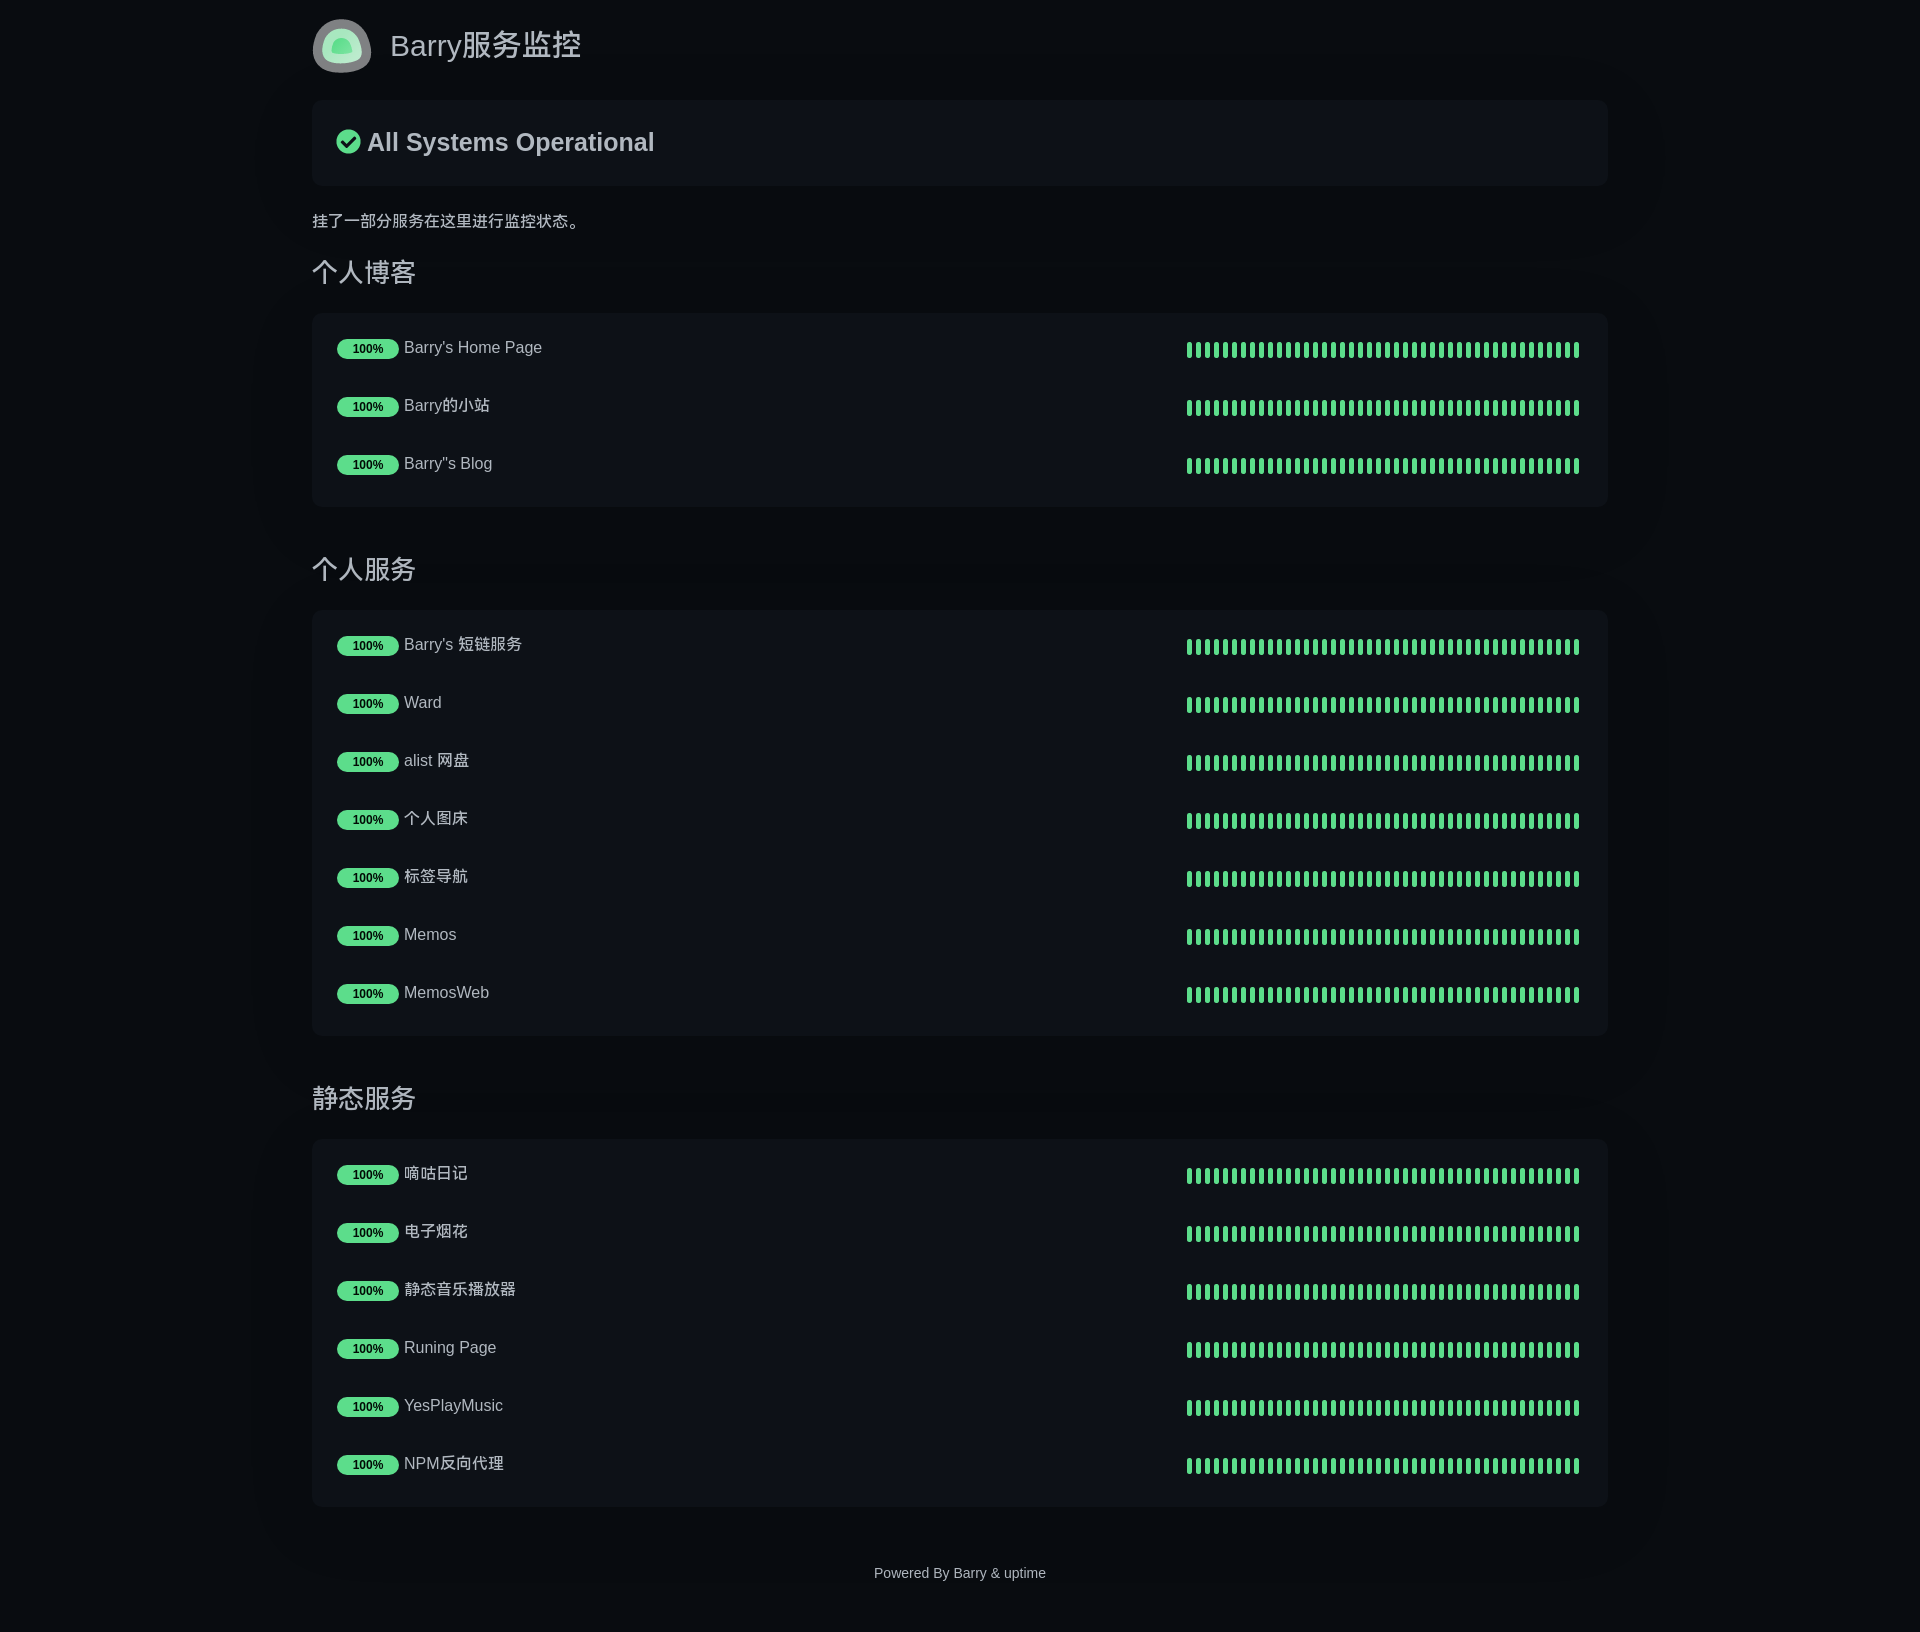 Barry服务监控
All Systems Operational
挂了一部分服务在这里进行监控状态。
个人博客
100% Barry's Home Page
100% Barry的小站
100% Barry"s Blog
个人服务
100% Barry's 短链服务
100% Ward
100% alist 网盘
100% 个人图床
100% 标签导航
100% Memos
100% MemosWeb
静态服务
100% 嘀咕日记
100% 电子烟花
100% 静态音乐播放器
100% Runing Page
100% YesPlayMusic
100% NPM反向代理
Powered By Barry & uptime